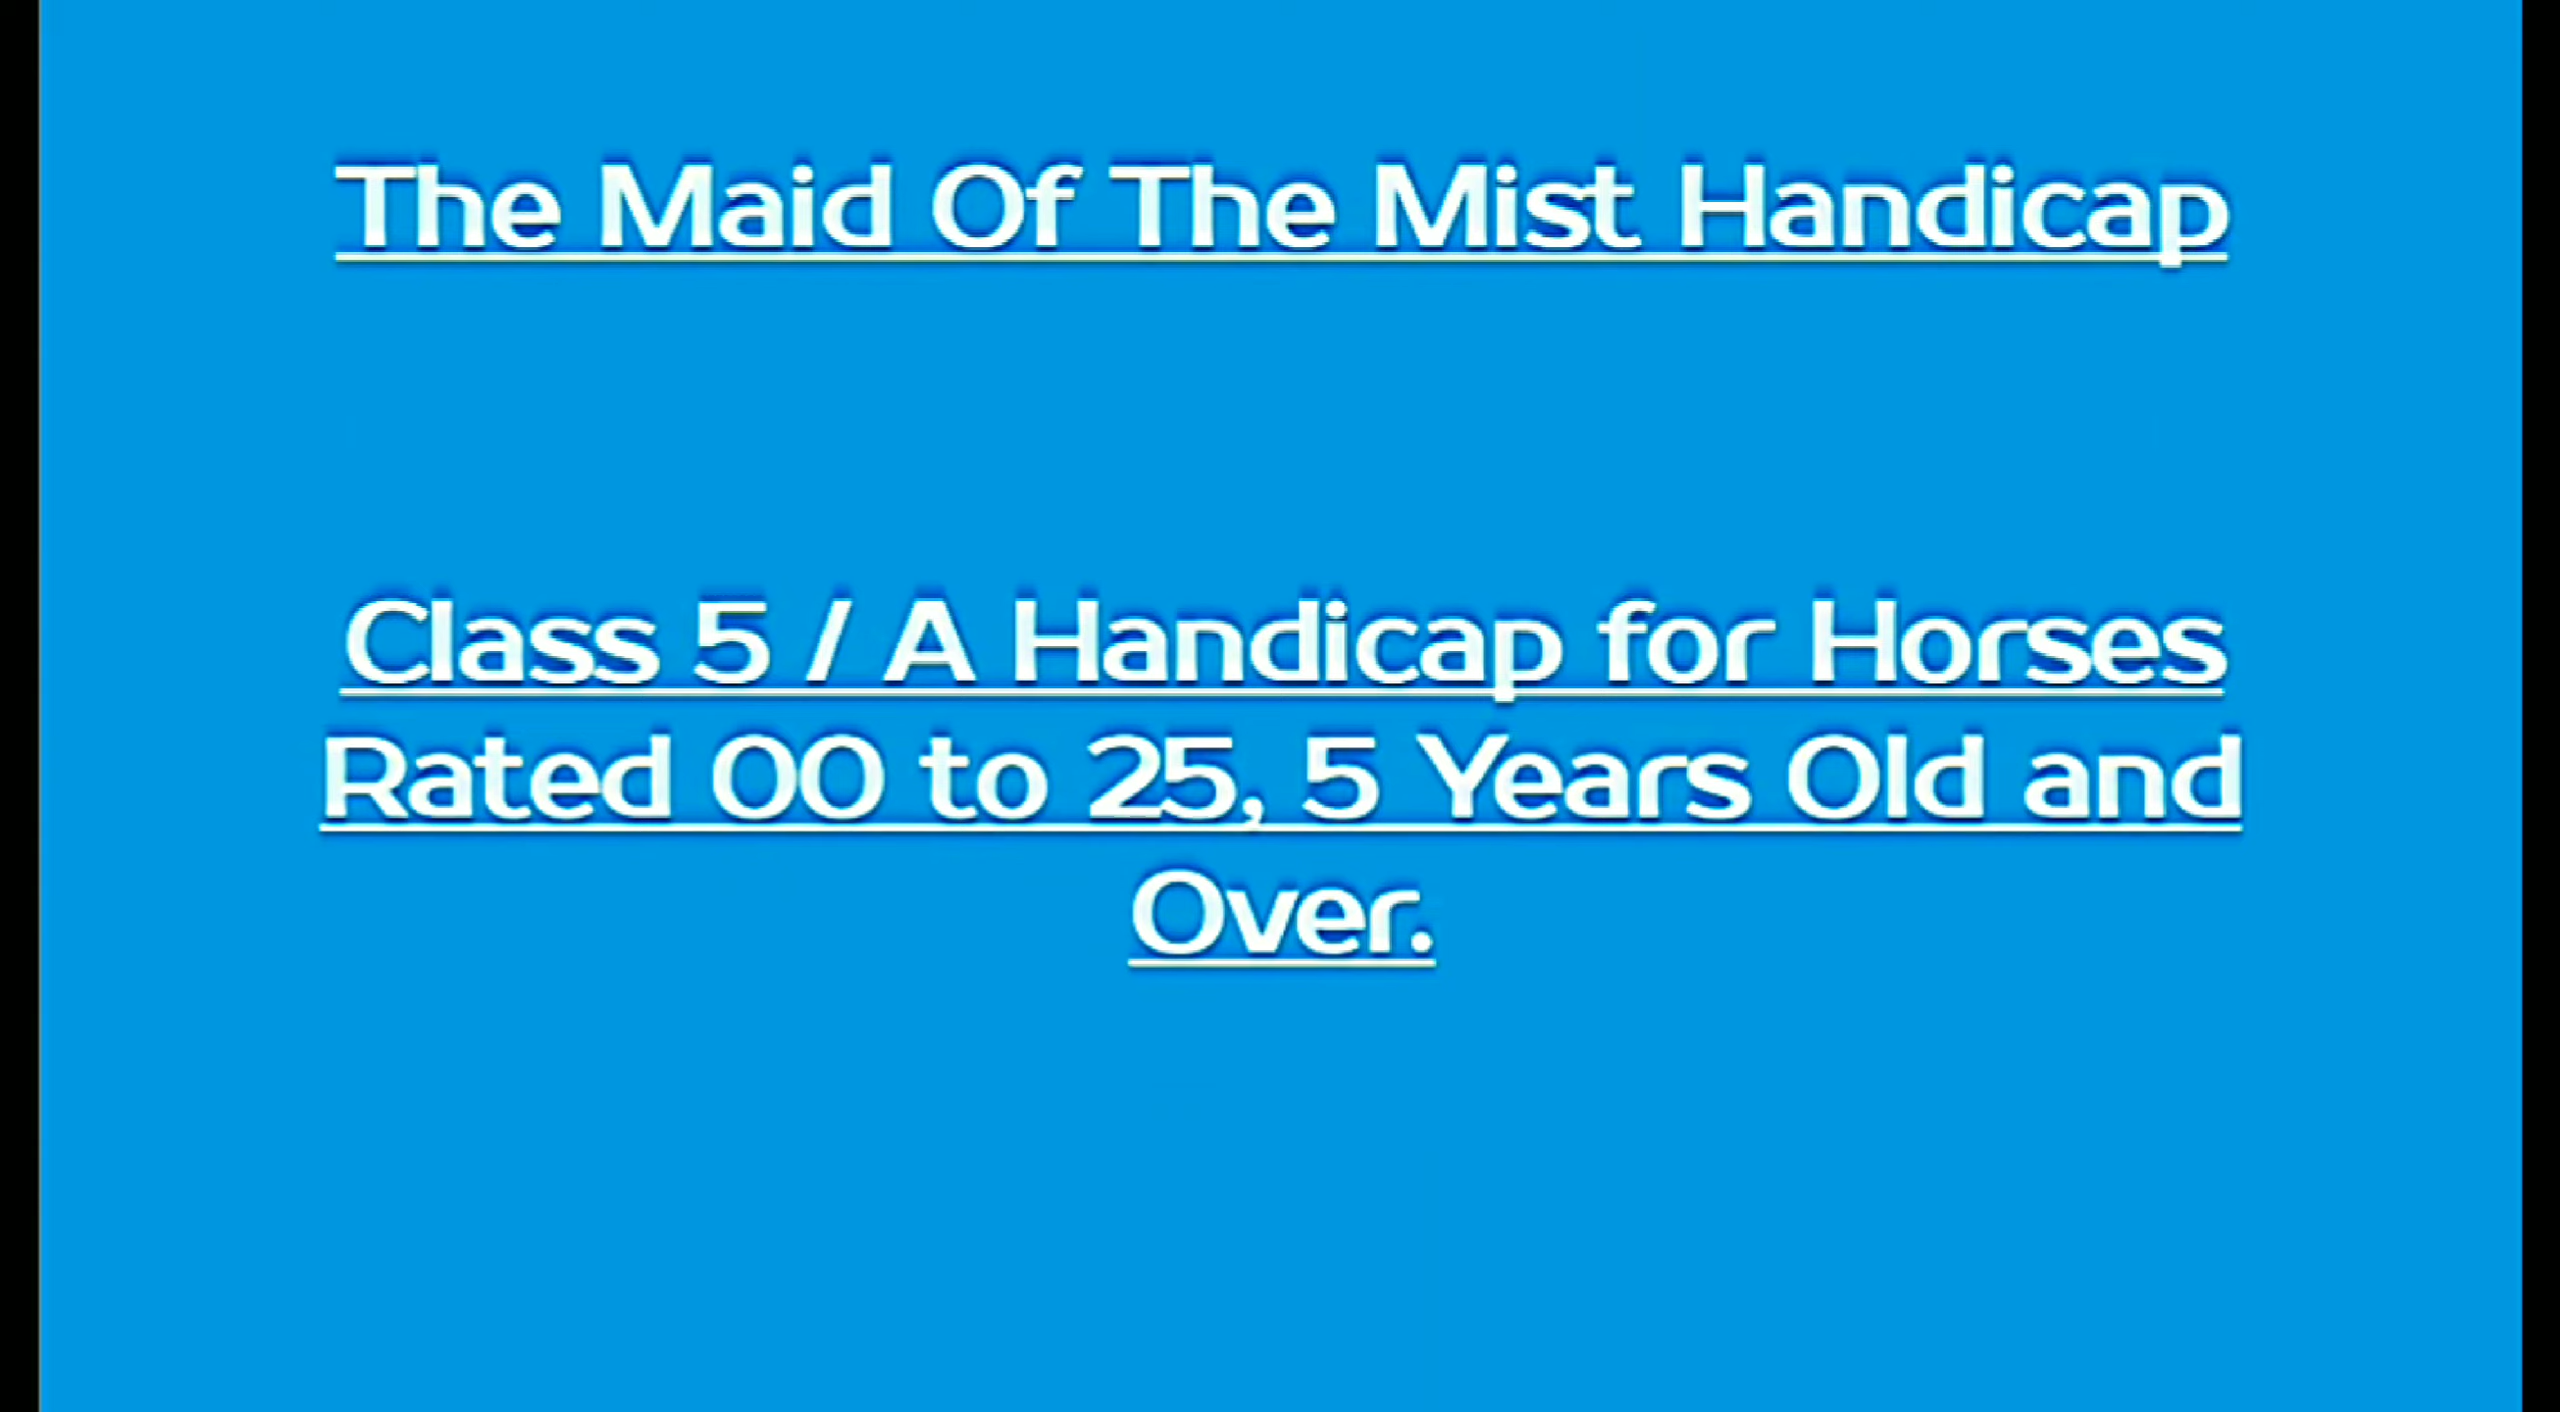 The Maid Of The Mist Handicap
Class 5 / A Handicap for Horses
Rated 00 to 25, 5 Years Old and
Over.